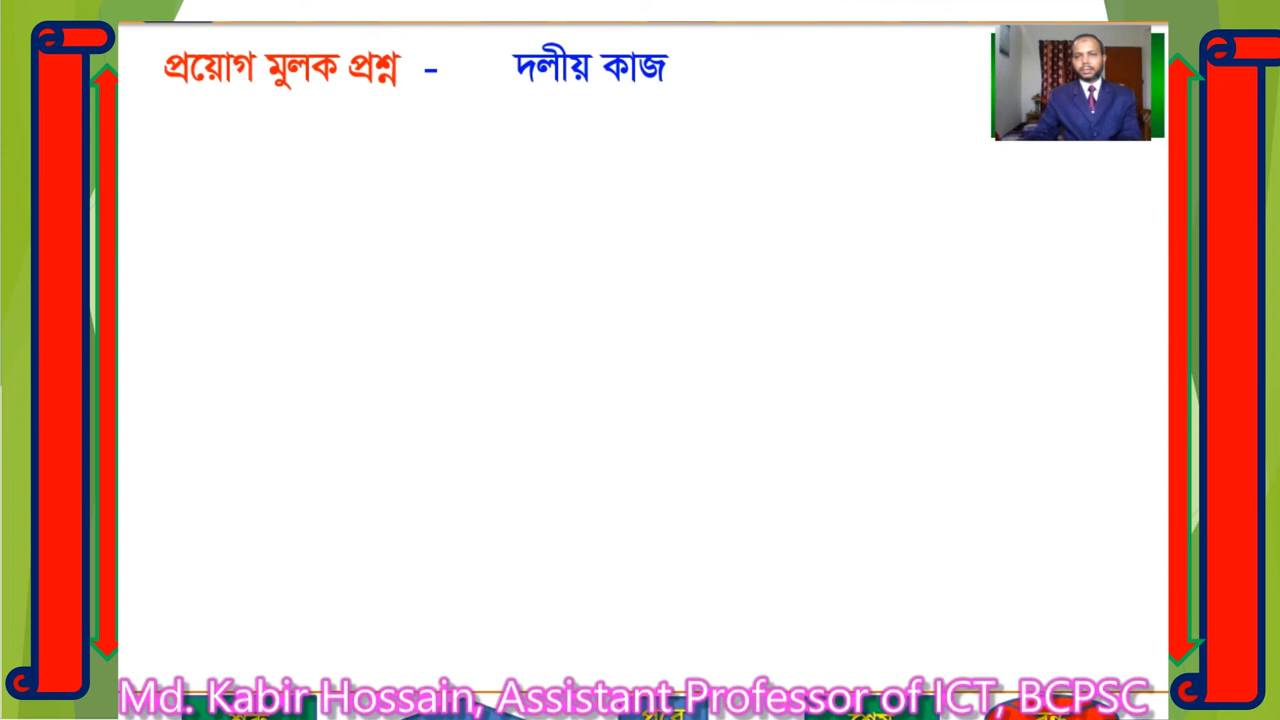 প্রয়োগ মুলক প্রশ্ন - দলীয় কাজ
Md. Kabir Hossain, Assistant Professor of ICT, BCPSC